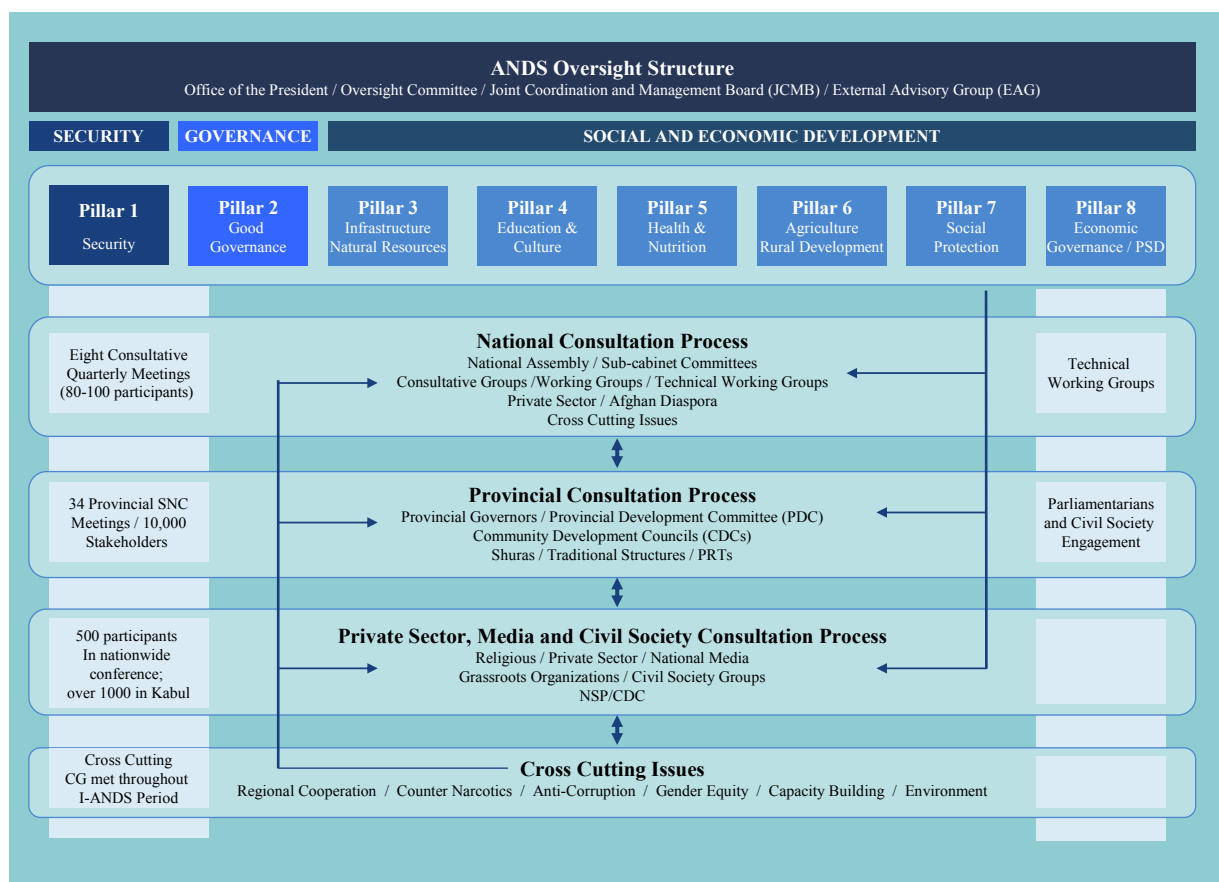 ANDS Oversight Structure
Office of the President / Oversight Committee / Joint Coordination and Management Board (JCMB) / External Advisory Group (EAG)
SECURITY
GOVERNANCE
SOCIAL AND ECONOMIC DEVELOPMENT
Pillar 1
Security
Pillar 2
Good
Governance
Pillar 3
Infrastructure
Natural Resources
Pillar 4
Education &
Culture
Pillar 5
Health &
Nutrition
Pillar 6
Agriculture
Rural Development
Pillar 7
Social
Protection
Pillar 8
Economic
Governance / PSD
Eight Consultative
Quarterly Meetings
(80-100 participants)
National Consultation Process
National Assembly / Sub-cabinet Committees
Consultative Groups /Working Groups / Technical Working Groups
Private Sector / Afghan Diaspora
Cross Cutting Issues
Technical
Working Groups
34 Provincial SNC
Meetings / 10,000
Stakeholders
Provincial Consultation Process
Provincial Governors / Provincial Development Committee (PDC)
Community Development Councils (CDCs)
Shuras / Traditional Structures / PRTs
Parliamentarians
and Civil Society
Engagement
500 participants
In nationwide
conference;
over 1000 in Kabul
Private Sector, Media and Civil Society Consultation Process
Religious / Private Sector / National Media
Grassroots Organizations / Civil Society Groups
NSP/CDC
Cross Cutting
CG met throughout
I-ANDS Period
Cross Cutting Issues
Regional Cooperation / Counter Narcotics / Anti-Corruption / Gender Equity / Capacity Building / Environment